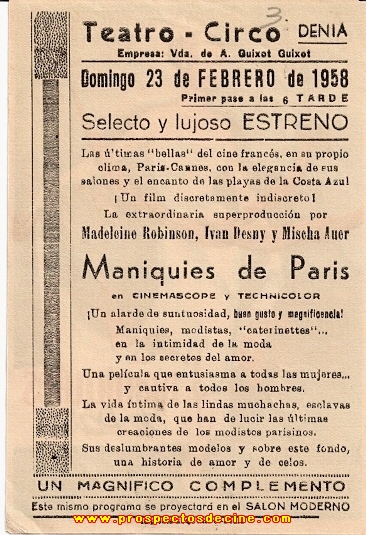 3
Teatro - Circo DENIA
Empresa: Vda. de A. Guixot Guixot
Domingo 23 de FEBRERO de 1958
Primer pase a las 6 TARDE
Selecto y lujoso ESTRENO
Las últimas "bellas" del cine francés, en su propio
clima, París-Cannes, con la elegancia de sus
salones y el encanto de las playas de la Costa Azul
¡Un film discretamente indiscreto!
La extraordinaria superproducción por
Madeleine Robinson, Ivan Desny y Mischa Auer
Maniquies de Paris
en CINEMASCOPE y TECHNICOLOR
¡Un alarde de suntuosidad, buen gusto y magnificencia!
Maniquies, modistas, "caterinettes"...
en la intimidad de la moda
y en los secretos del amor.
Una película que entusiasma a todas las mujeres...
y cautiva a todos los hombres.
La vida íntima de las lindas muchachas, esclavas
de la moda, que han de lucir las últimas
creaciones de los modistos parisinos.
Sus deslumbrantes modelos y sobre este fondo,
una historia de amor y de celos.
UN MAGNIFICO COMPLEMENTO
Este mismo programa se proyectará en el SALON MODERNO
www.prospectosdecine.com